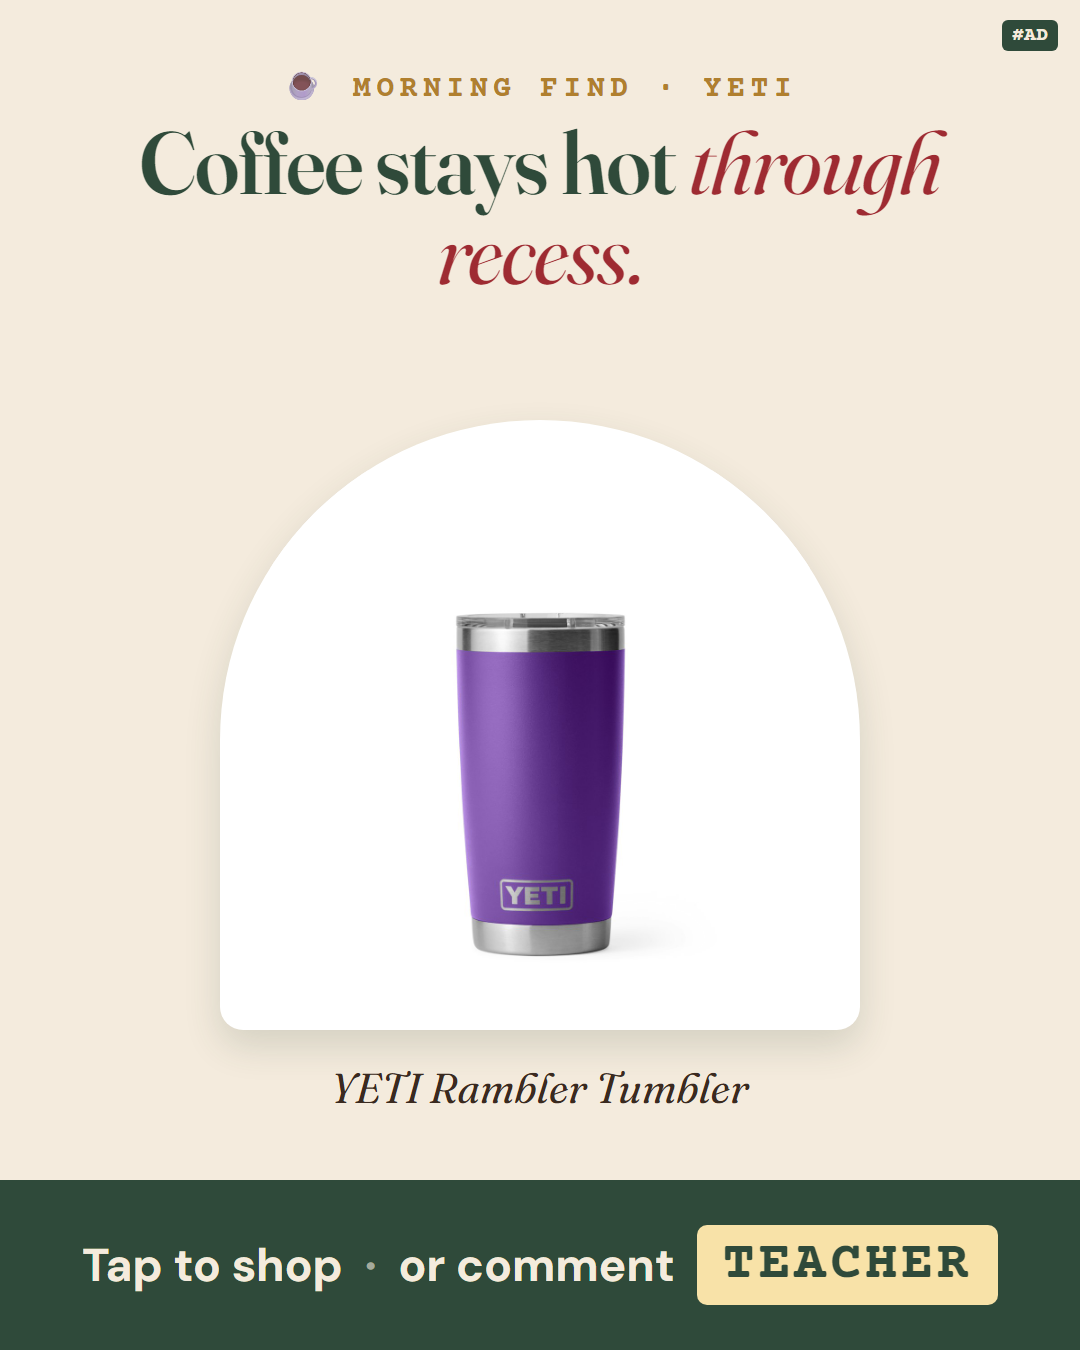 #AD
MORNING FIND · YETI
Coffee stays hot through
recess.
YETI
YETI Rambler Tumbler
Tap to shop · or comment TEACHER